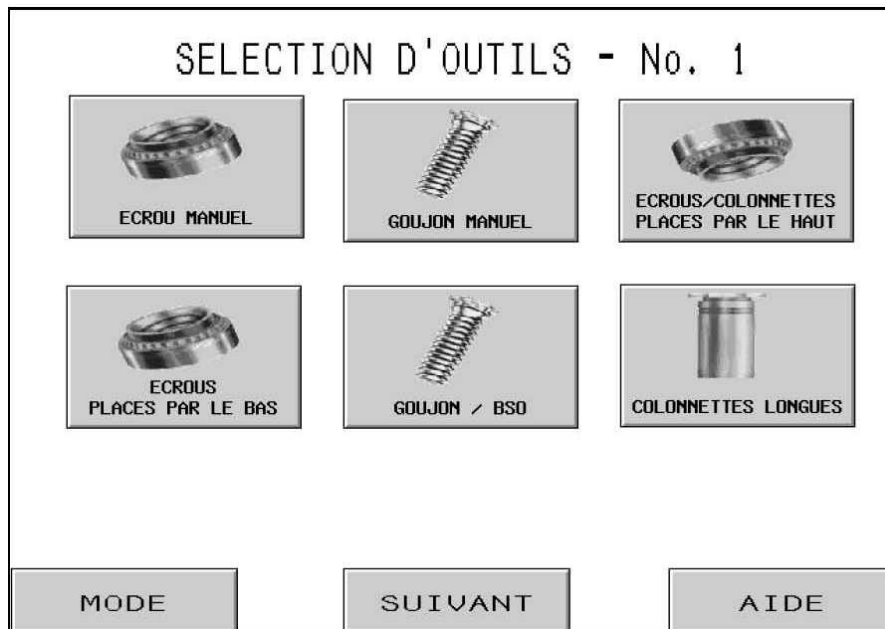 SELECTION D'OUTILS - No. 1
ECROU MANUEL
GOUJON MANUEL
ECROUS/COLONNETTES
PLACES PAR LE HAUT
ECROUS
PLACES PAR LE BAS
GOUJON / BSO
COLONNETTES LONGUES
MODE
SUIVANT
AIDE